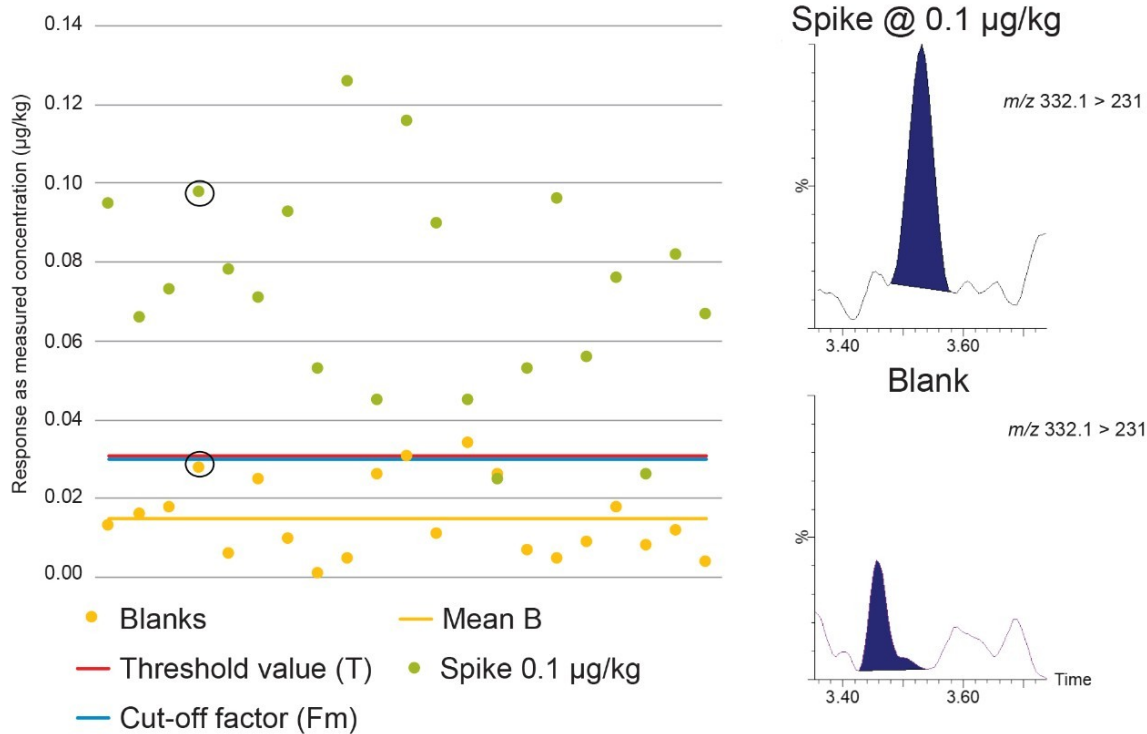 0.14
0.12
0.10
0.08
0.06
0.04
0.02
0.00
Response as measured concentration (µg/kg)
Blanks
Mean B
Threshold value (T)
Spike 0.1 µg/kg
Cut-off factor (Fm)
Spike @ 0.1 µg/kg
m/z 332.1 > 231
%
3.40
3.60
Blank
m/z 332.1 > 231
%
3.40
3.60
Time